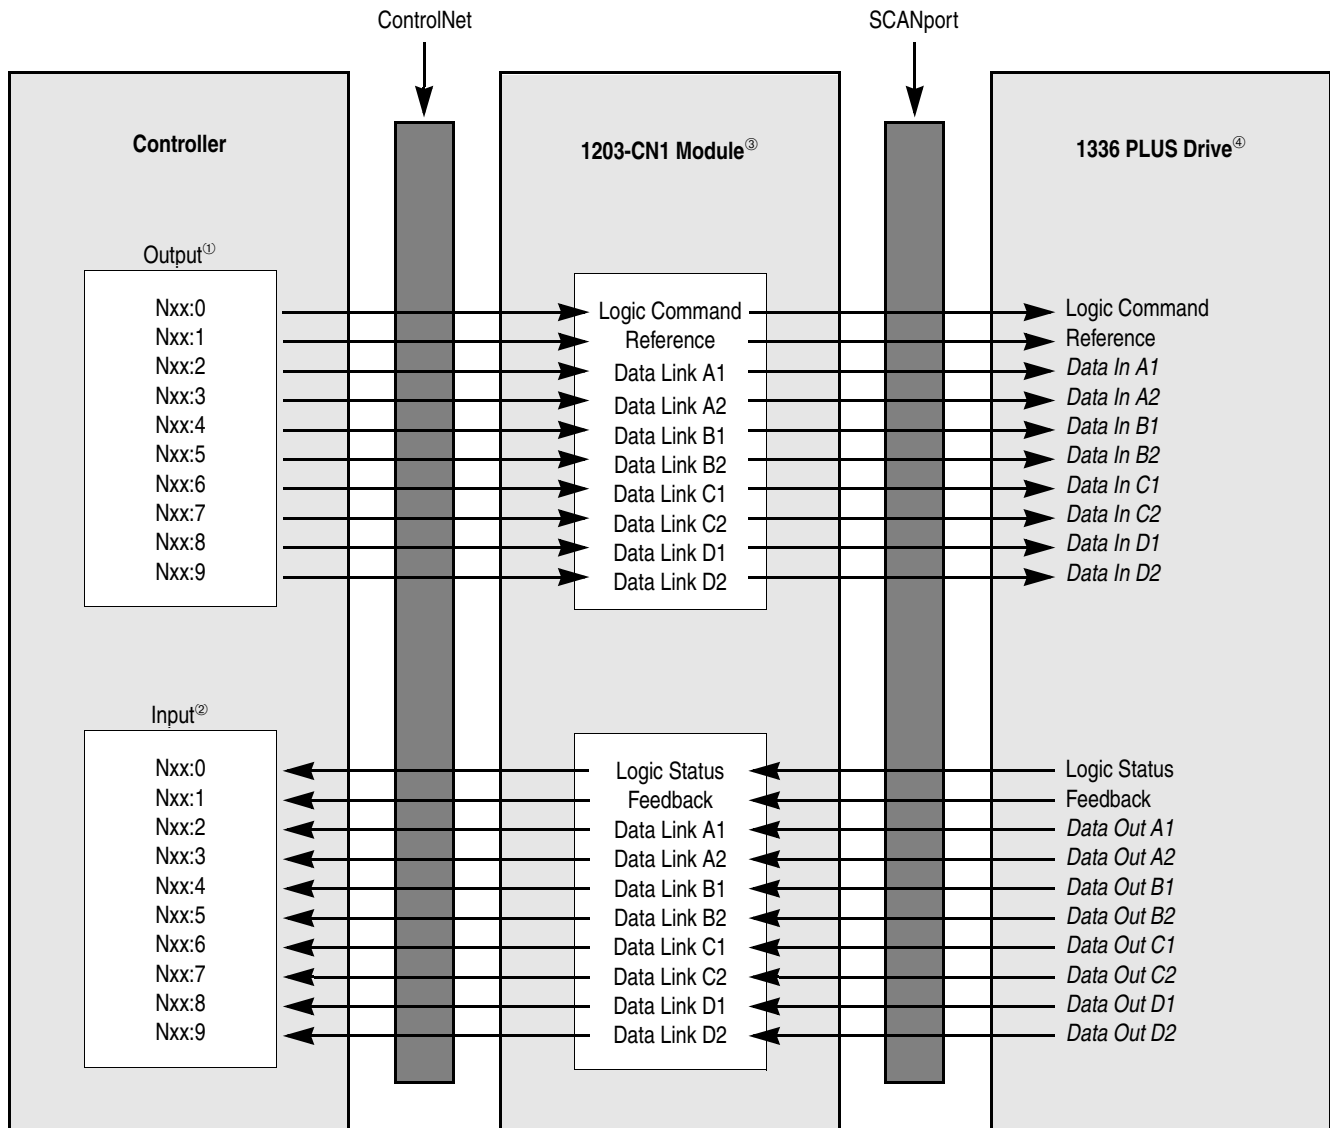 ControlNet
SCANport
Controller
1203-CN1 Module③
1336 PLUS Drive④
Output①
Nxx:0
Nxx:1
Nxx:2
Nxx:3
Nxx:4
Nxx:5
Nxx:6
Nxx:7
Nxx:8
Nxx:9
Logic Command
Reference
Data Link A1
Data Link A2
Data Link B1
Data Link B2
Data Link C1
Data Link C2
Data Link D1
Data Link D2
Logic Command
Reference
Data In A1
Data In A2
Data In B1
Data In B2
Data In C1
Data In C2
Data In D1
Data In D2
Input②
Nxx:0
Nxx:1
Nxx:2
Nxx:3
Nxx:4
Nxx:5
Nxx:6
Nxx:7
Nxx:8
Nxx:9
Logic Status
Feedback
Data Link A1
Data Link A2
Data Link B1
Data Link B2
Data Link C1
Data Link C2
Data Link D1
Data Link D2
Logic Status
Feedback
Data Out A1
Data Out A2
Data Out B1
Data Out B2
Data Out C1
Data Out C2
Data Out D1
Data Out D2